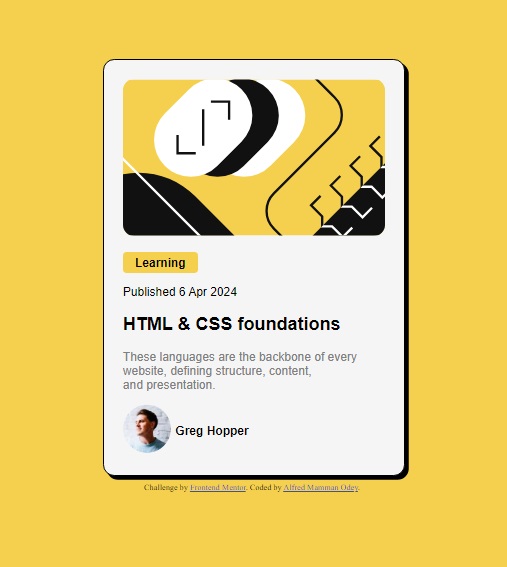 Learning
Published 6 Apr 2024
HTML & CSS foundations
These languages are the backbone of every
website, defining structure, content,
and presentation.
Greg Hopper
Challenge by Frontend Mentor. Coded by Alfred Mamman Odey.